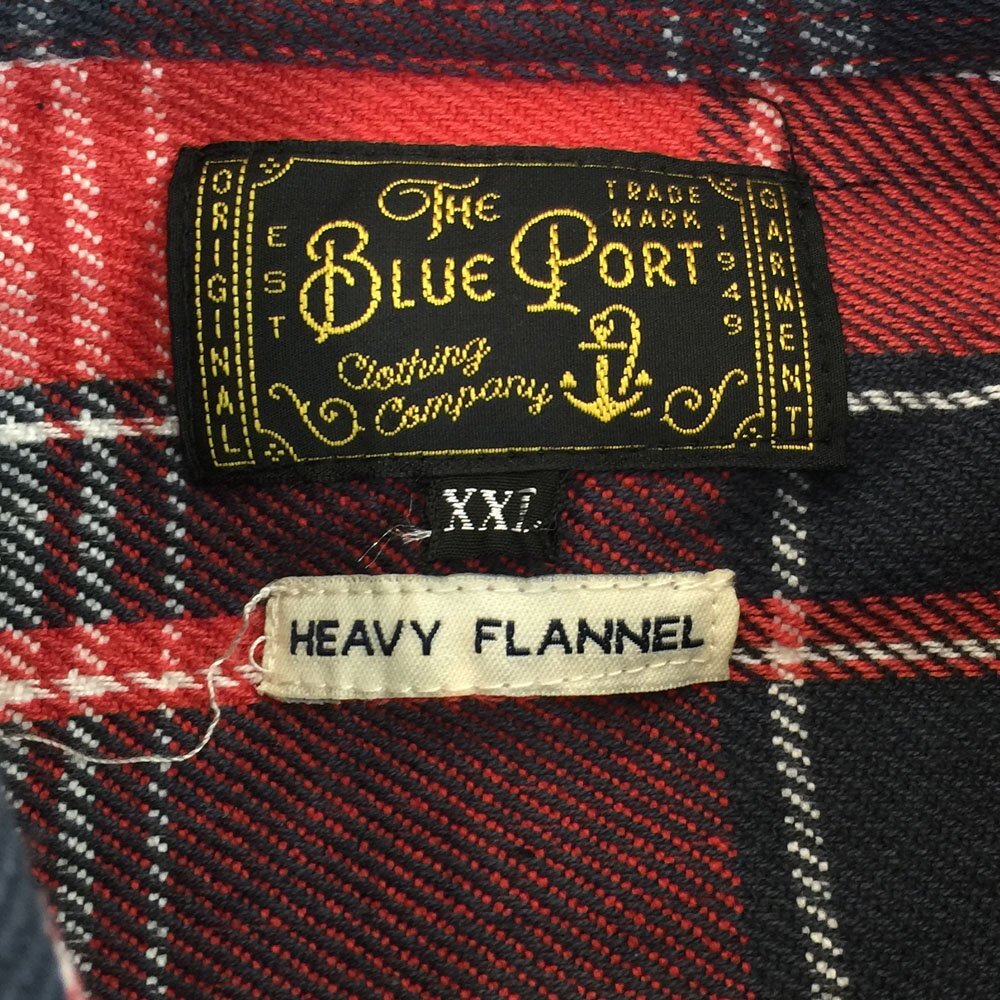 ORIGINAL
EST
THE
TRADE
MARK
BLUE PORT
1949
Clothing
Company
GARMENT
XXL
HEAVY FLANNEL